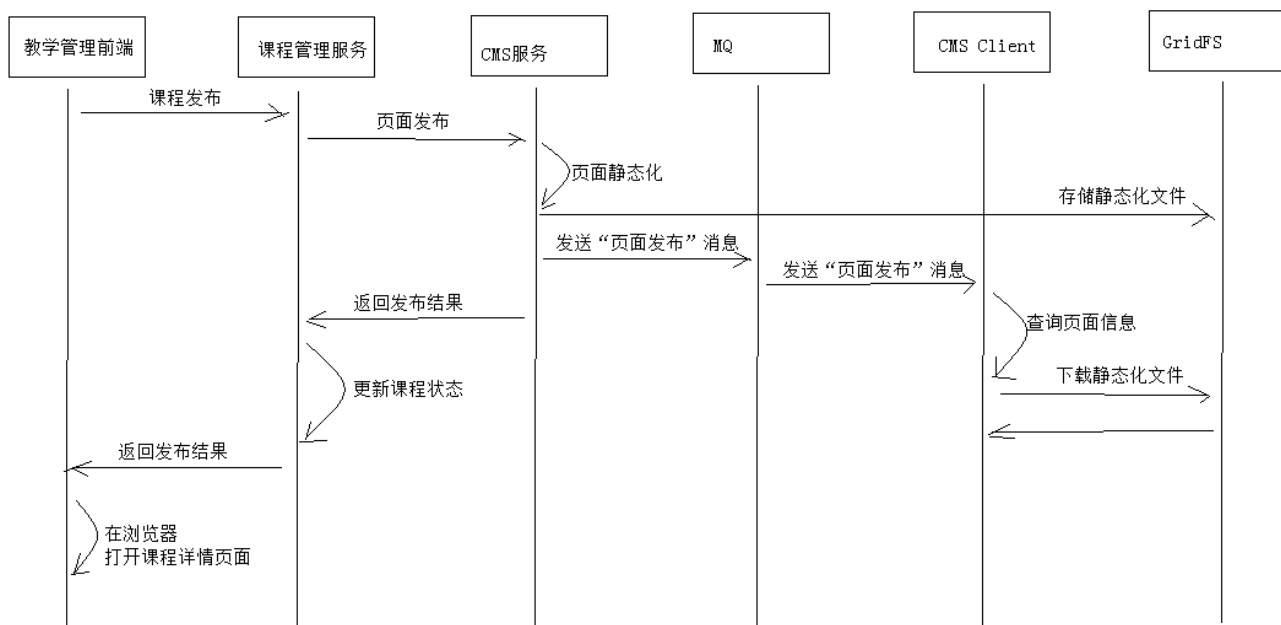 教学管理前端
课程管理服务
CMS服务
MQ
CMS Client
GridFS
课程发布
页面发布
页面静态化
存储静态化文件
发送“页面发布”消息
发送“页面发布”消息
返回发布结果
查询页面信息
更新课程状态
下载静态化文件
返回发布结果
在浏览器
打开课程详情页面